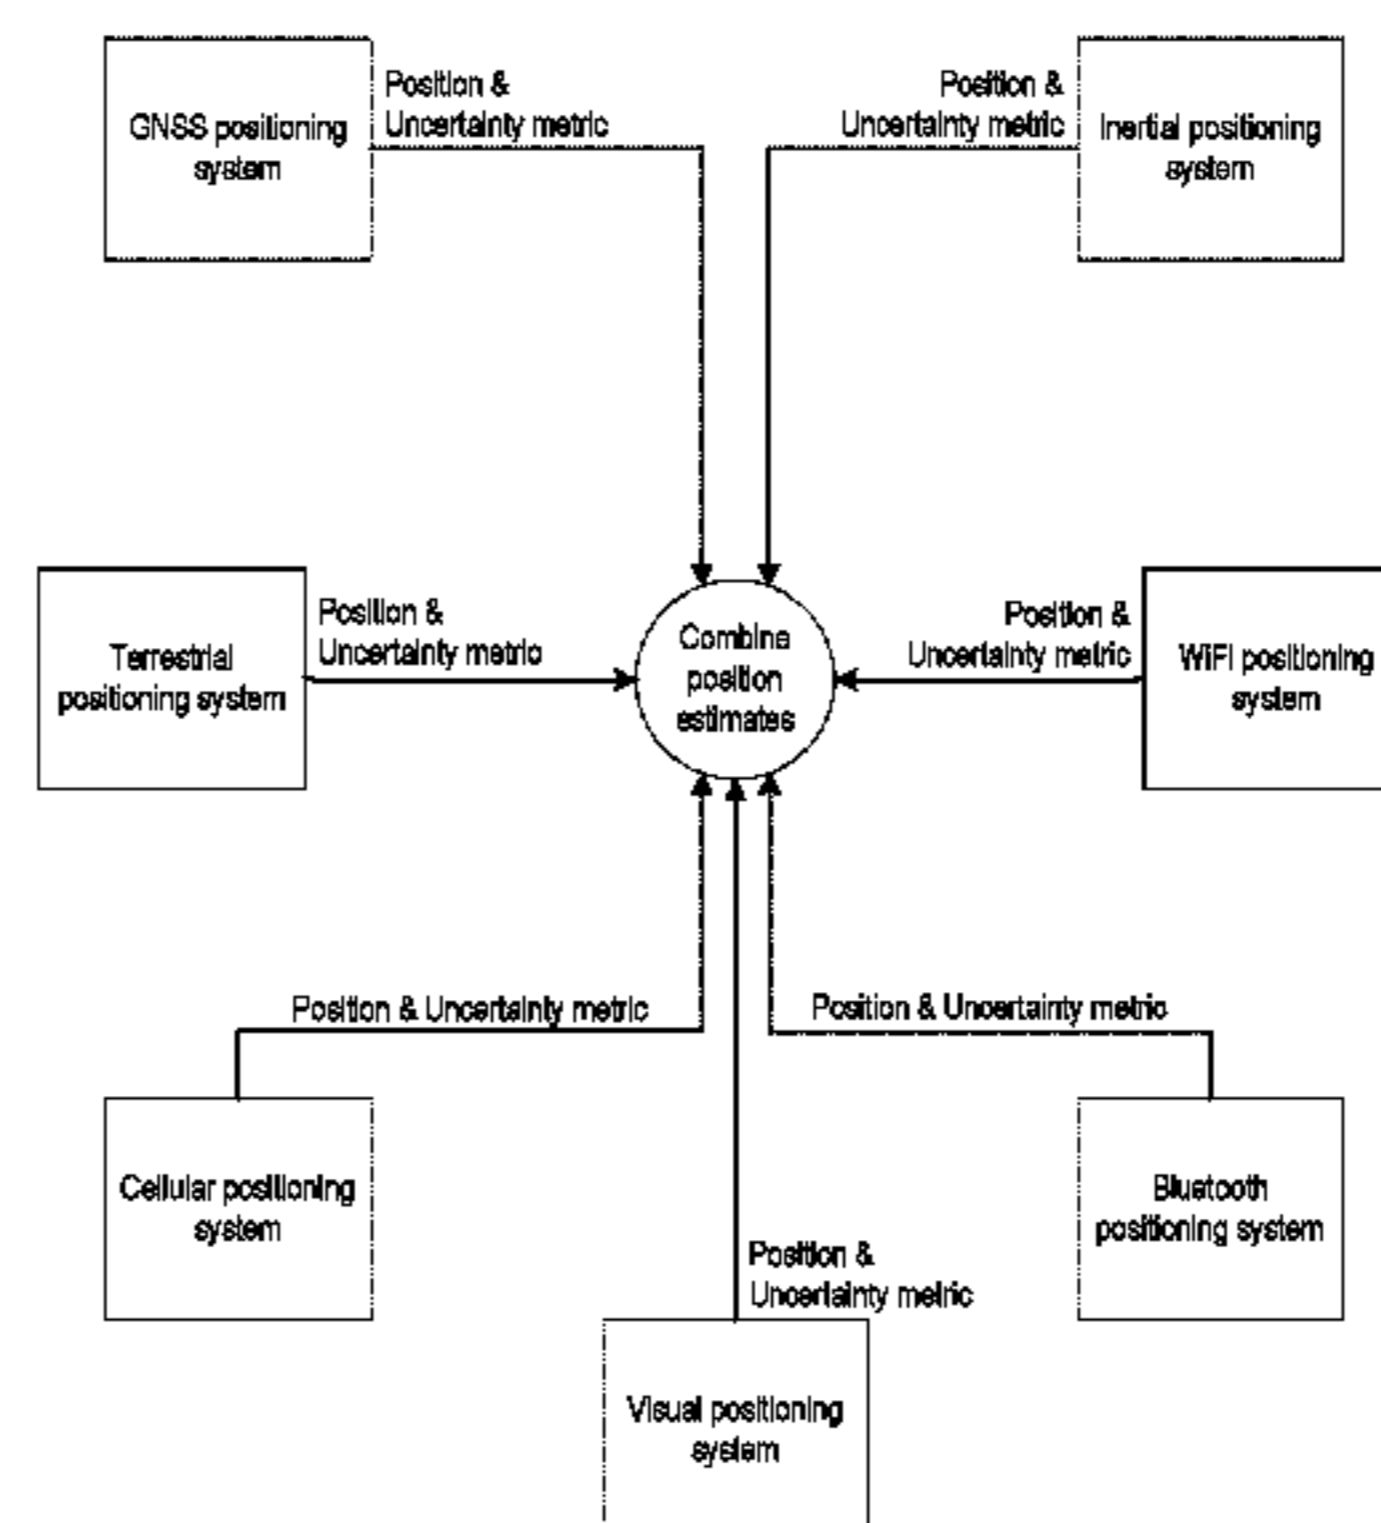 GNSS positioning
system
Position &
Uncertainty metric
Position &
Uncertainty metric
Inertial positioning
system
Terrestrial
positioning system
Position &
Uncertainty metric
Combine
position
estimates
Position &
Uncertainty metric
WiFi positioning
system
Position & Uncertainty metric
Position & Uncertainty metric
Cellular positioning
system
Bluetooth
positioning system
Position &
Uncertainty metric
Visual positioning
system